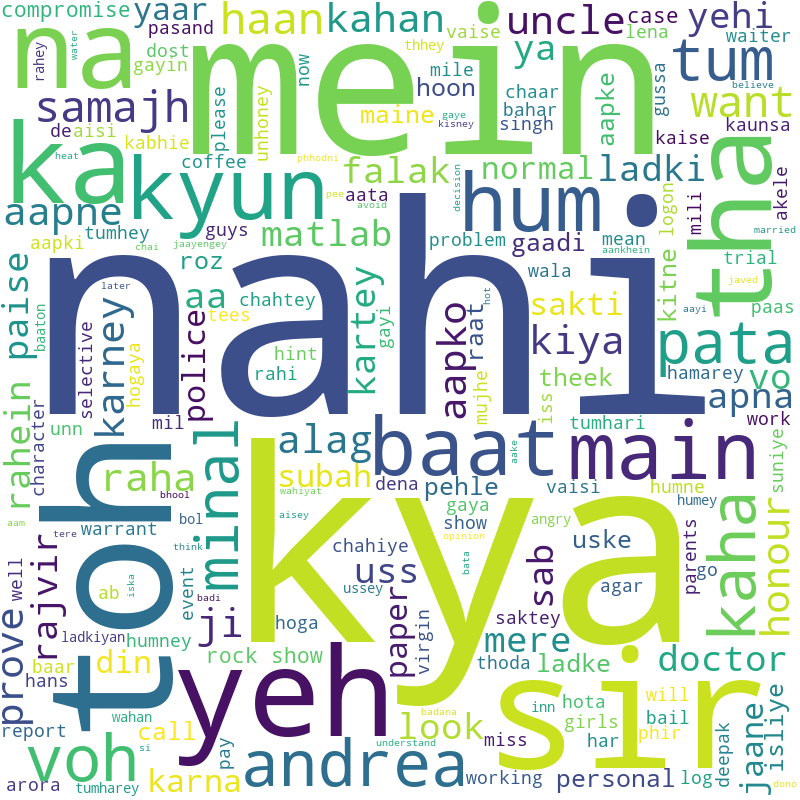 compromise yaar haan kahan uncle case yehi
pasand lena
na mein ya tum waiter
rahey dost vaise
gayin water thhey mile now
samajh hoon chaar bahar aapke gussa want believe
de aisi please unhoney maine gaye kisney singh kaise kaunsa
kabhie
ka kyun coffee phhodni falak normal ladki tha
heat pee aata decision akele
aapne avoid hum mili logon
tumhey guys matlab problem gaadi mean married
aapki chai jaayengey aankhein
roz wala trial
paise later aa chahtey kartey gayi nahi sakti kitne javed paas
baaton karney tees aapko raat hot aayi pata
selective hogaya police hint kiya
rahi mujhe theek hamarey vo
rahein mil iss apna
unn tumhari work
character minal alag baat main
raha subah aake suniye
toh bhool wahiyat dena pehle vaisi humne kaha honour
aam warrant aisey gaya angry humey
tere bol kya show
rajvir think opinion
prove well chahiye uske parents
ab event iska uss bata sab go
badi ussey agar
ladkiyan humney ji hoga paper virgin saktey
baar din rock show mere thoda ladke doctor
hans yeh sir
wahan look inn hota will bail jaane isliye
report call girls phir
voh si pay andrea understand badana miss har deepak
arora tumharey karna working personal log dono